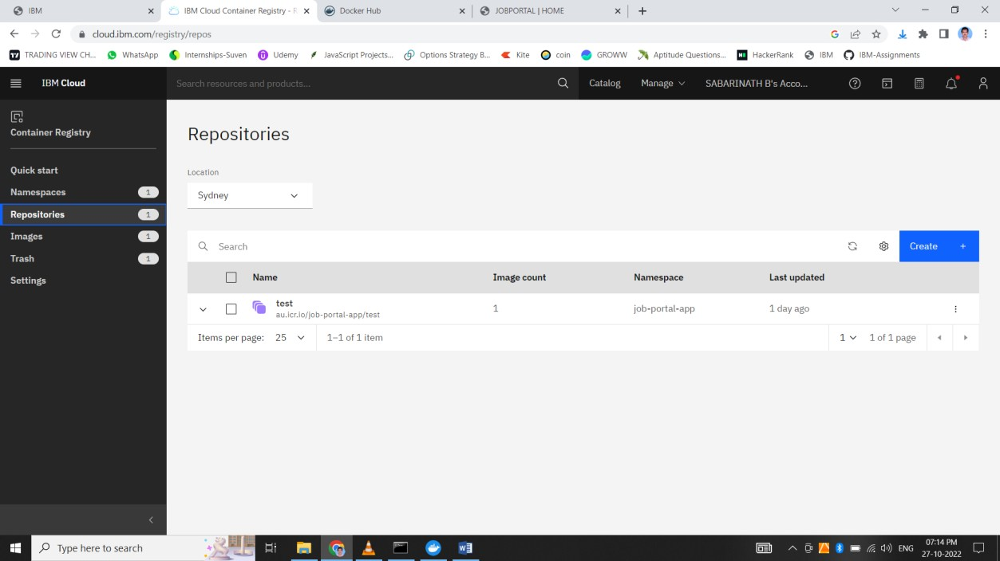 IBM
IBM Cloud Container Registry - R
Docker Hub
JOBPORTAL | HOME
cloud.ibm.com/registry/repos
TRADING VIEW CH...
WhatsApp
Internships-Suven
Udemy
JavaScript Projects...
Options Strategy B...
Kite
coin
GROWW
Aptitude Questions...
HackerRank
IBM
IBM-Assignments
IBM Cloud
Search resources and products...
Catalog
Manage
SABARINATH B's Acco...
Container Registry
Quick start
Namespaces 1
Repositories 1
Images 1
Trash 1
Settings
Repositories
Location
Sydney
Search
Create +
Name Image count Namespace Last updated
test
au.icr.io/job-portal-app/test
1 job-portal-app 1 day ago
Items per page: 25 1–1 of 1 item 1 1 of 1 page
Type here to search
ENG
07:14 PM
27-10-2022